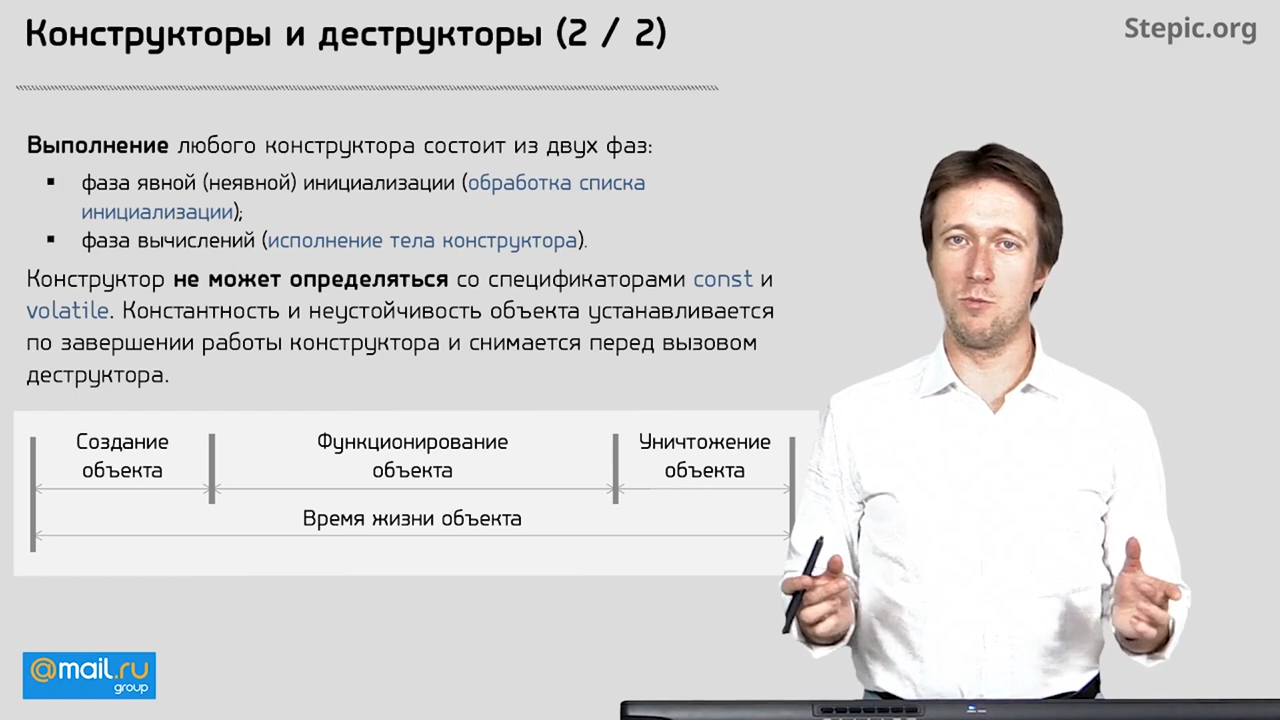 Конструкторы и деструкторы (2 / 2)
Stepic.org
Выполнение любого конструктора состоит из двух фаз:
▪ фаза явной (неявной) инициализации (обработка списка
инициализации);
▪ фаза вычислений (исполнение тела конструктора).
Конструктор не может определяться со спецификаторами const и
volatile. Константность и неустойчивость объекта устанавливается
по завершении работы конструктора и снимается перед вызовом
деструктора.
Создание
объекта
Функционирование
объекта
Уничтожение
объекта
Время жизни объекта
@mail.ru
group